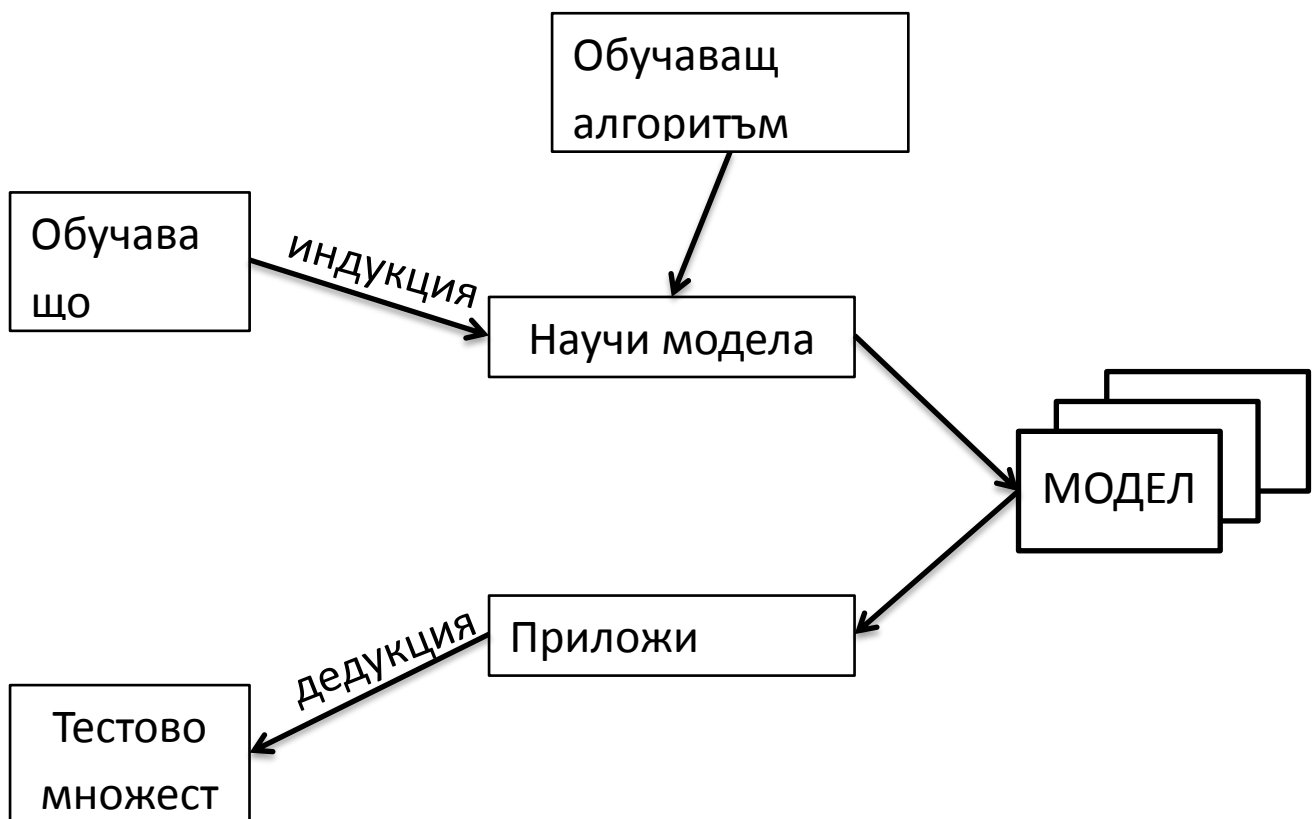 Обучаващ
алгоритъм
Обучава
що
индукция
Научи модела
МОДЕЛ
Приложи
дедукция
Тестово
множест